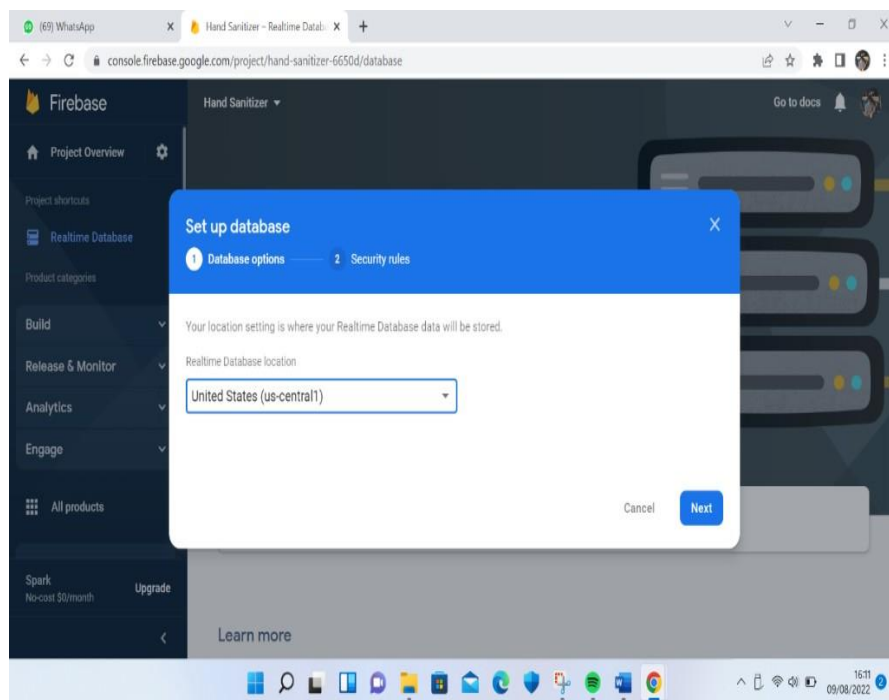 (69) WhatsApp
Hand Sanitizer – Realtime Datab
console.firebase.google.com/project/hand-sanitizer-6650d/database
Firebase
Hand Sanitizer
Go to docs
Project Overview
Project shortcuts
Realtime Database
Product categories
Build
Release & Monitor
Analytics
Engage
All products
Spark
No-cost $0/month
Upgrade
Set up database
1 Database options
2 Security rules
Your location setting is where your Realtime Database data will be stored.
Realtime Database location
United States (us-central1)
Cancel
Next
Learn more
16:11
09/08/2022
2